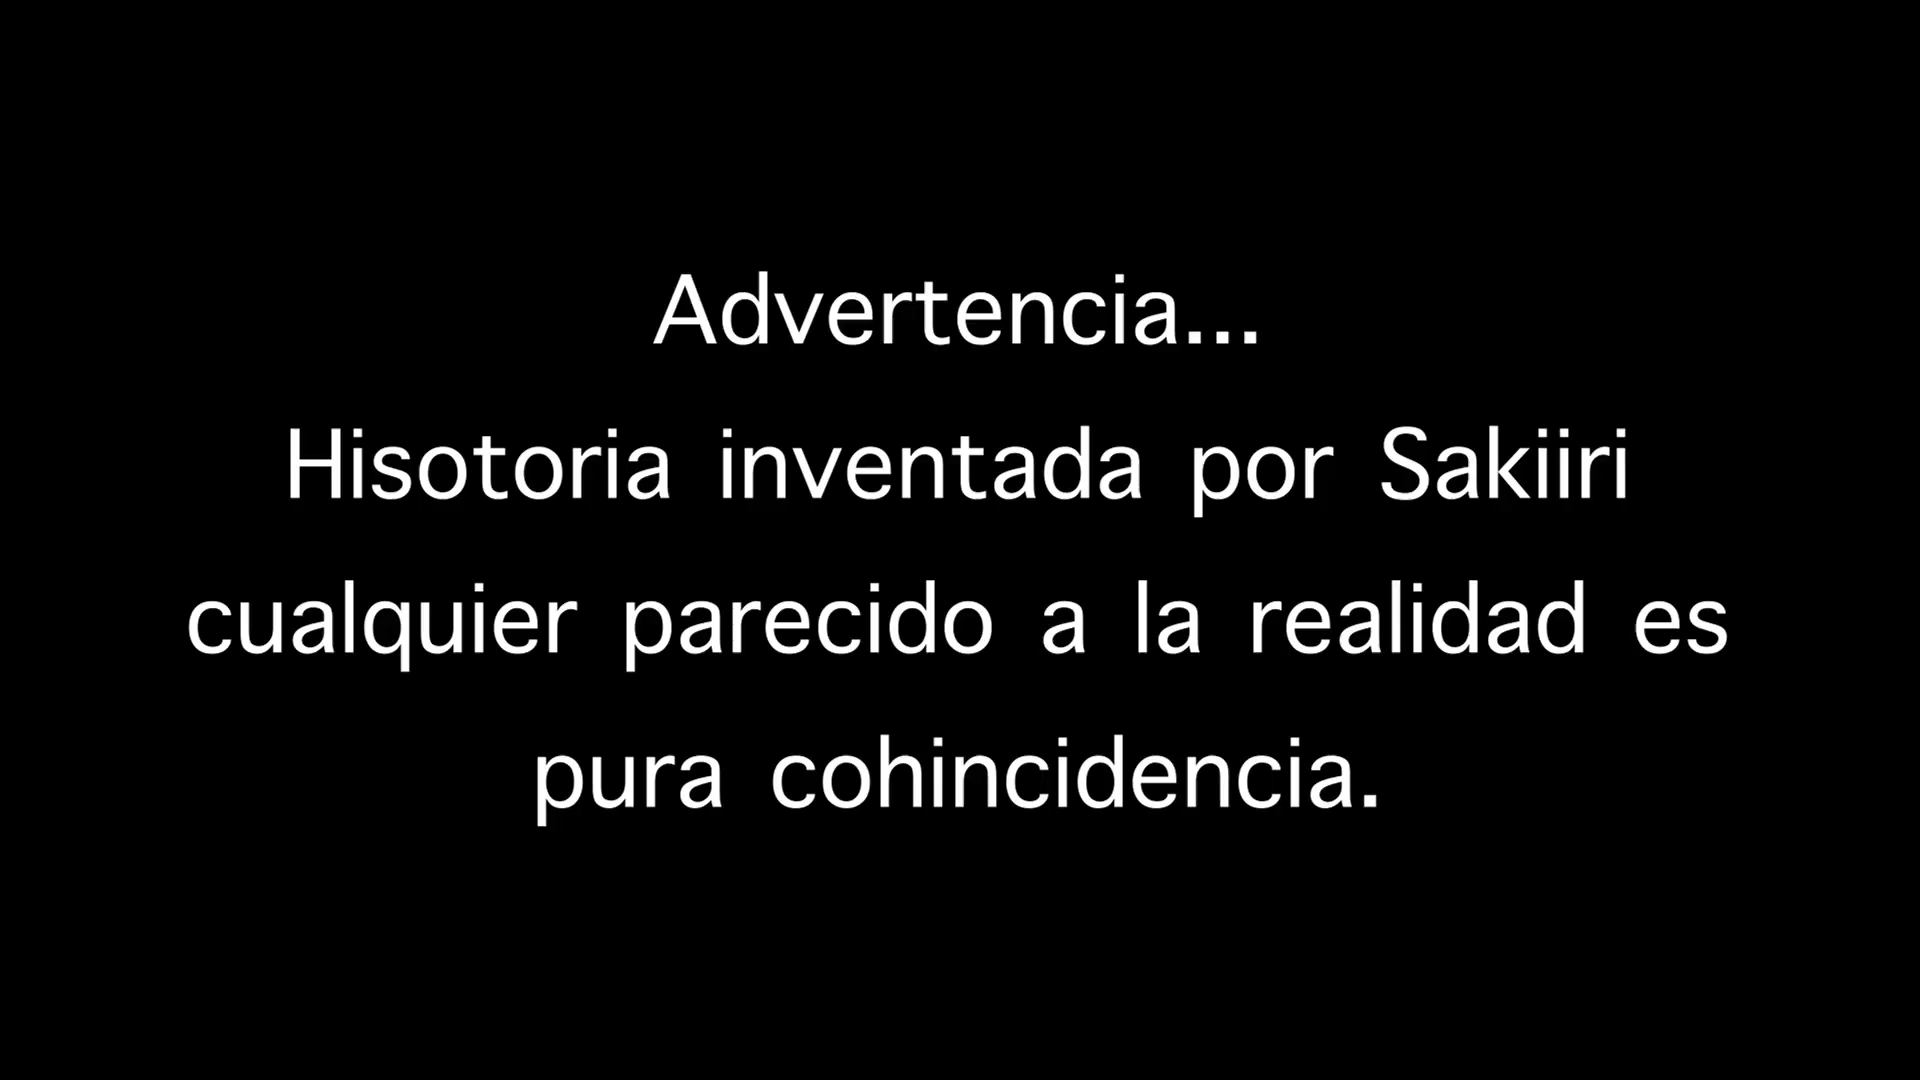 Advertencia...
Hisotoria inventada por Sakiiri
cualquier parecido a la realidad es
pura cohincidencia.